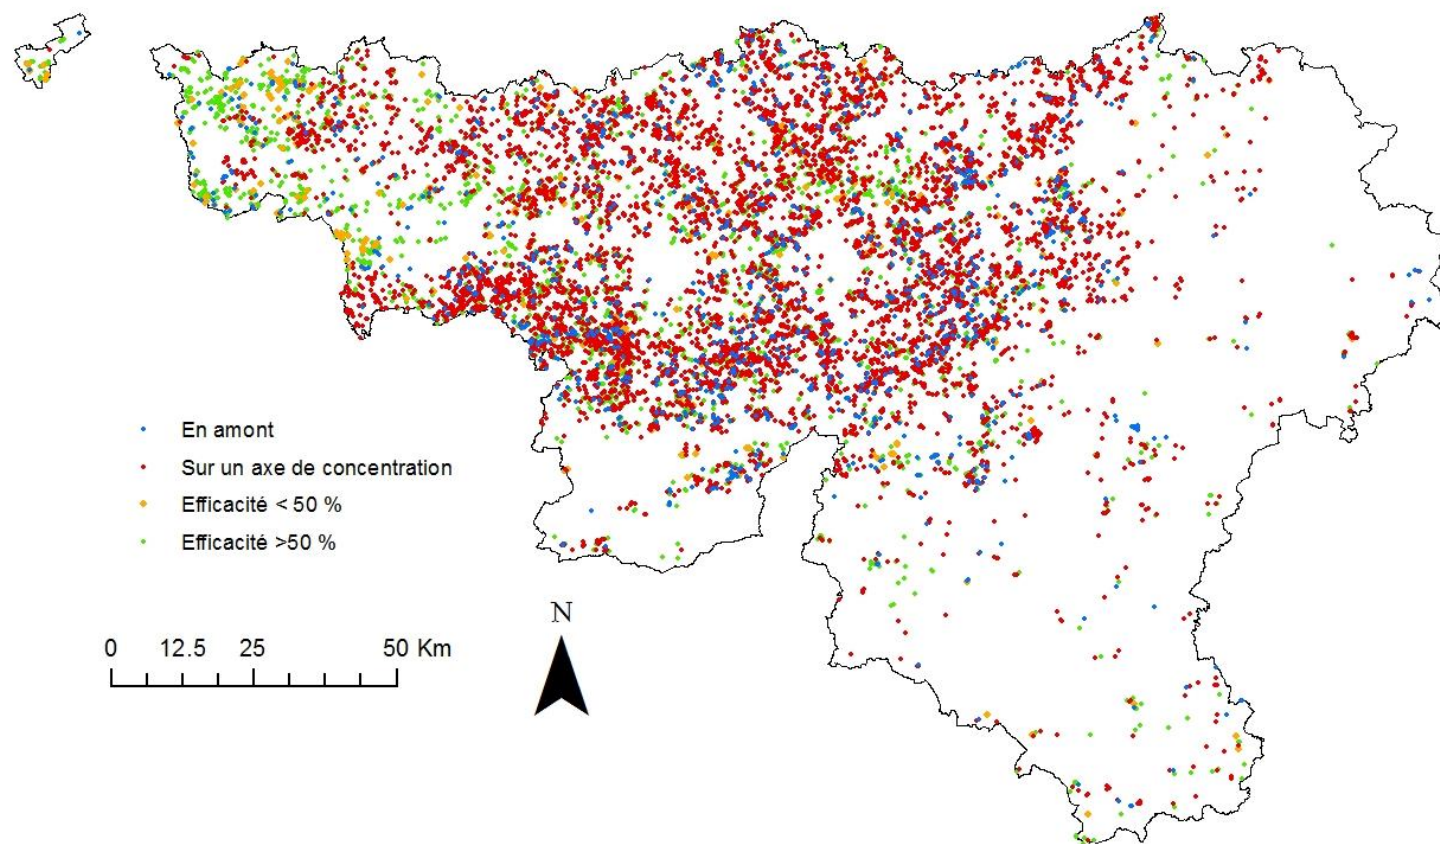 En amont
Sur un axe de concentration
Efficacité < 50 %
Efficacité >50 %
N
0 12.5 25 50 Km